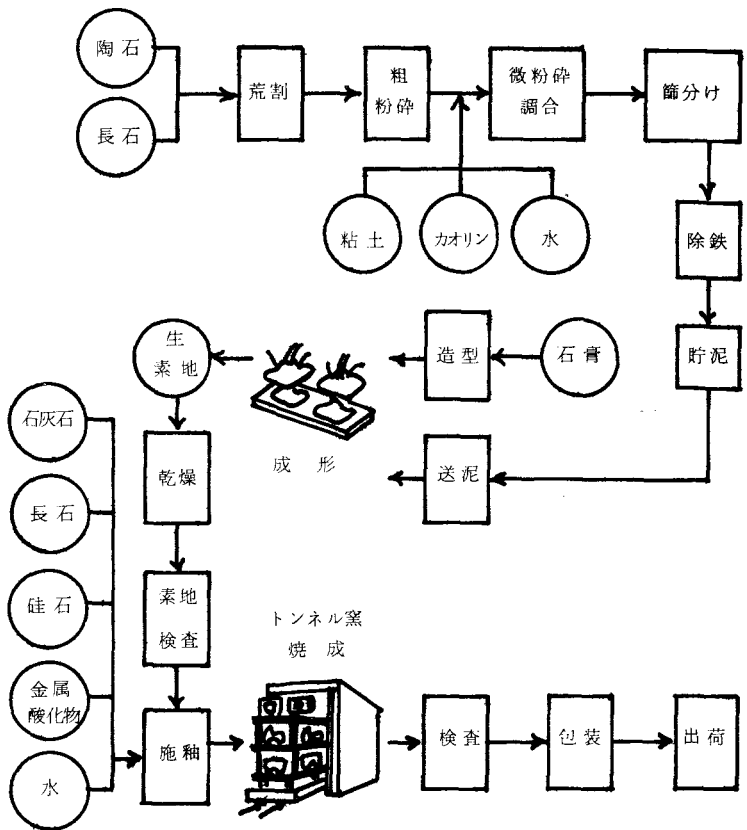 陶石
長石
荒割
粗
粉砕
微粉砕
調合
篩分け
粘土
カオリン
水
除鉄
貯泥
石膏
造型
送泥
成形
生
素地
乾燥
素地
検査
石灰石
長石
硅石
金属
酸化物
水
施釉
トンネル窯
焼成
検査
包装
出荷